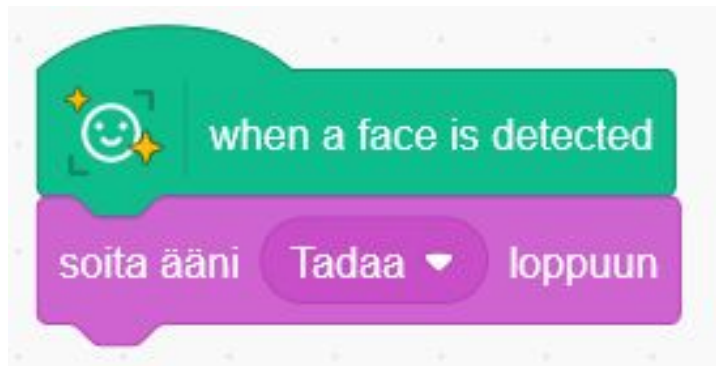 when a face is detected
soita ääni Tadaa loppuun